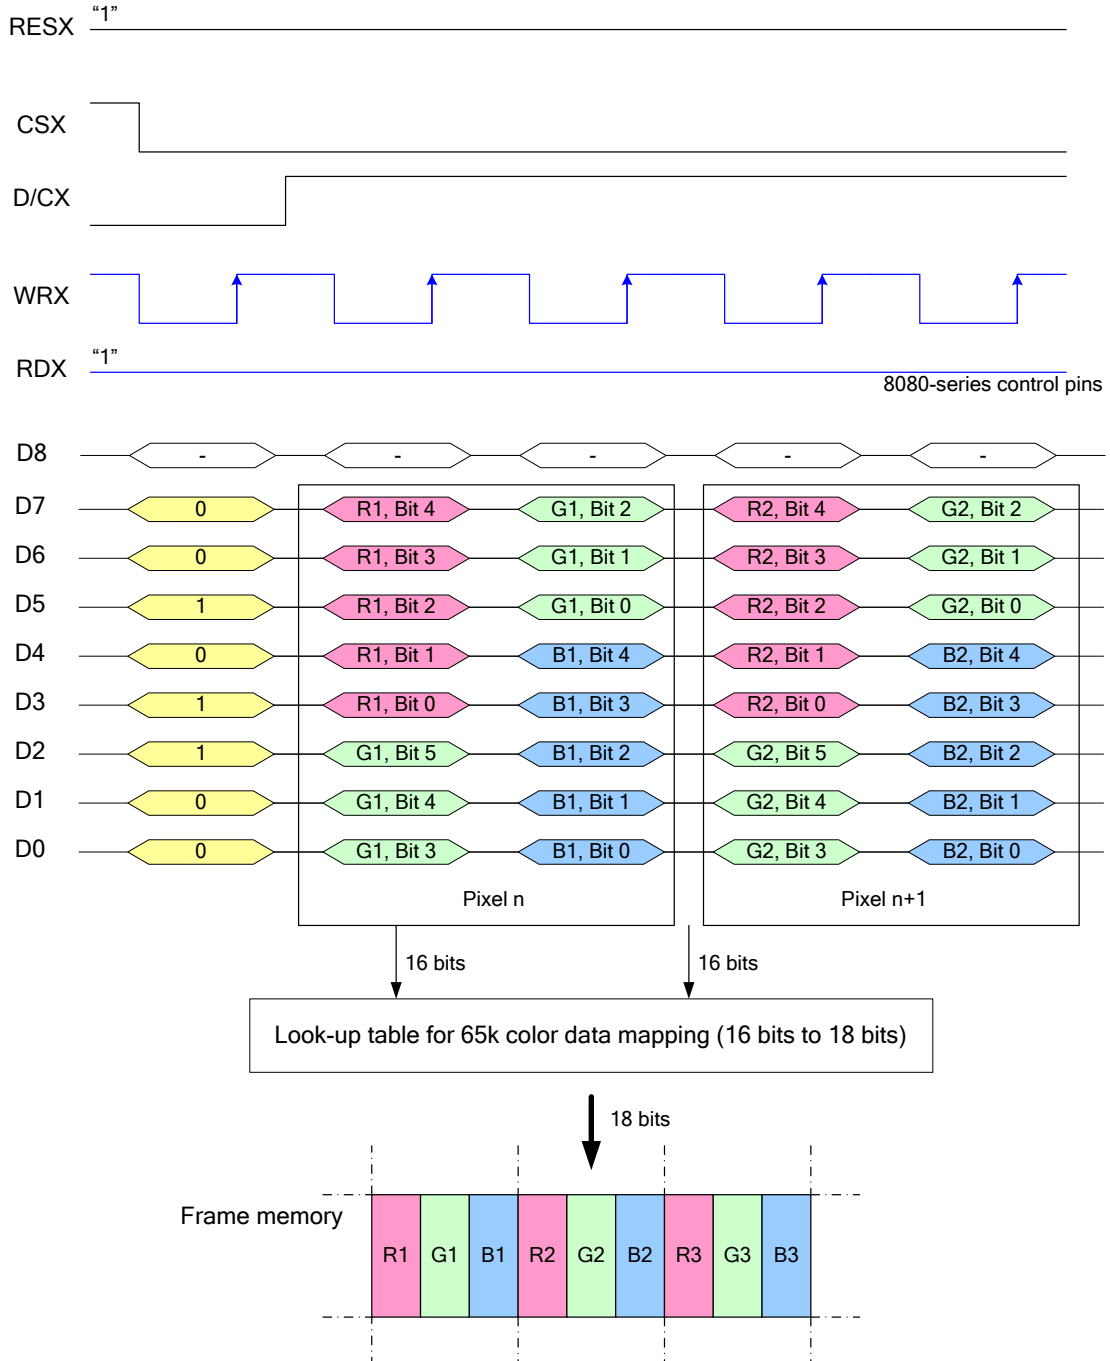 RESX “1”
CSX
D/CX
WRX
RDX “1”
8080-series control pins
D8 - - - - -
D7 0 R1, Bit 4 G1, Bit 2 R2, Bit 4 G2, Bit 2
D6 0 R1, Bit 3 G1, Bit 1 R2, Bit 3 G2, Bit 1
D5 1 R1, Bit 2 G1, Bit 0 R2, Bit 2 G2, Bit 0
D4 0 R1, Bit 1 B1, Bit 4 R2, Bit 1 B2, Bit 4
D3 1 R1, Bit 0 B1, Bit 3 R2, Bit 0 B2, Bit 3
D2 1 G1, Bit 5 B1, Bit 2 G2, Bit 5 B2, Bit 2
D1 0 G1, Bit 4 B1, Bit 1 G2, Bit 4 B2, Bit 1
D0 0 G1, Bit 3 B1, Bit 0 G2, Bit 3 B2, Bit 0
Pixel n Pixel n+1
16 bits 16 bits
Look-up table for 65k color data mapping (16 bits to 18 bits)
18 bits
Frame memory
R1 G1 B1 R2 G2 B2 R3 G3 B3